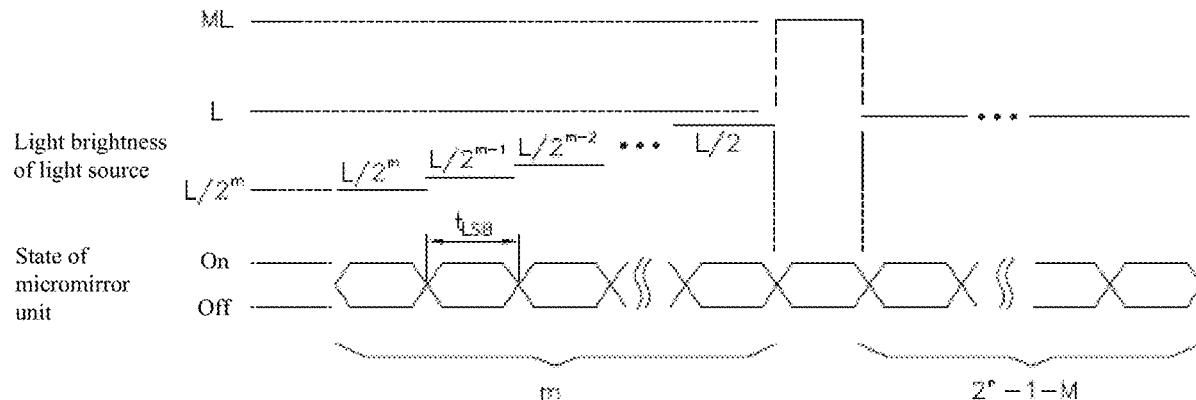 ML
L
Light brightness
of light source
L/2^m
L/2^m L/2^m-1 L/2^m-2 ••• L/2 •••
t_LSB
State of
micromirror
unit
On
Off
m 2^n-1-M